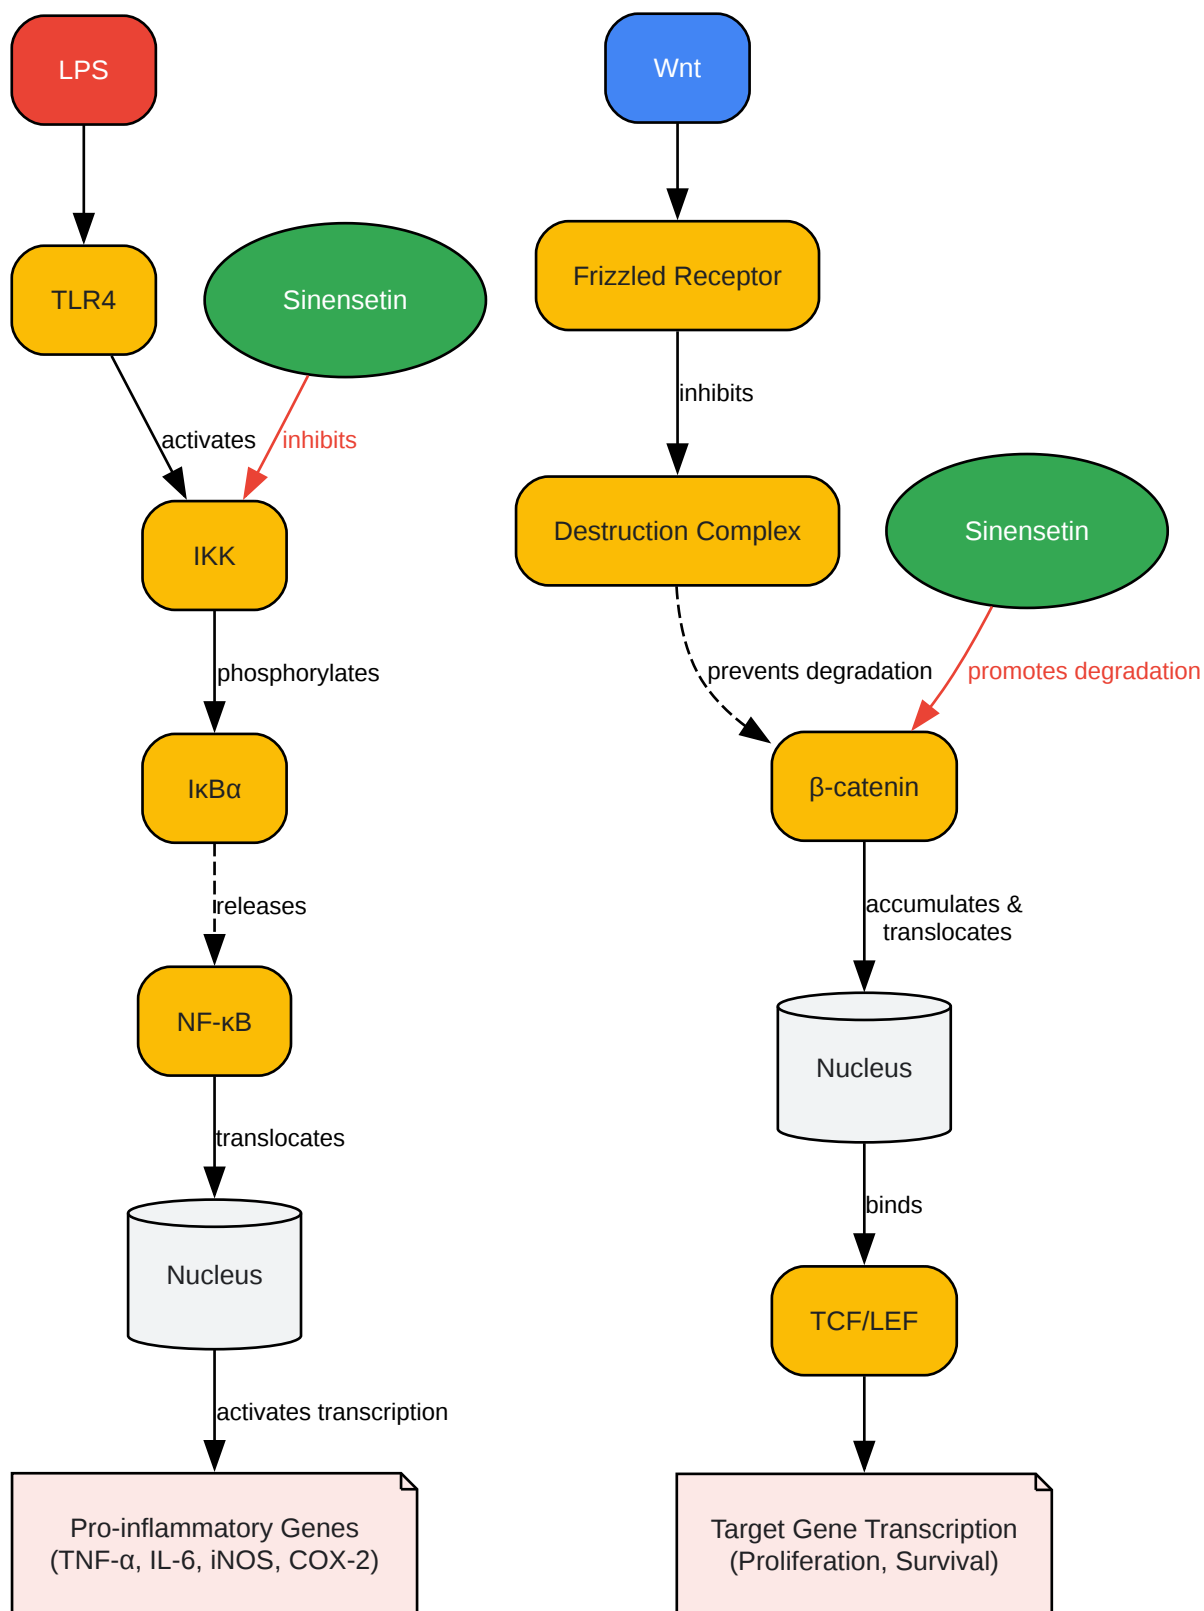 LPS
TLR4
Sinensetin
activates
inhibits
IKK
phosphorylates
IκBα
releases
NF-κB
translocates
Nucleus
activates transcription
Pro-inflammatory Genes
(TNF-α, IL-6, iNOS, COX-2)
Wnt
Frizzled Receptor
inhibits
Destruction Complex
Sinensetin
prevents degradation
promotes degradation
β-catenin
accumulates &
translocates
Nucleus
binds
TCF/LEF
Target Gene Transcription
(Proliferation, Survival)